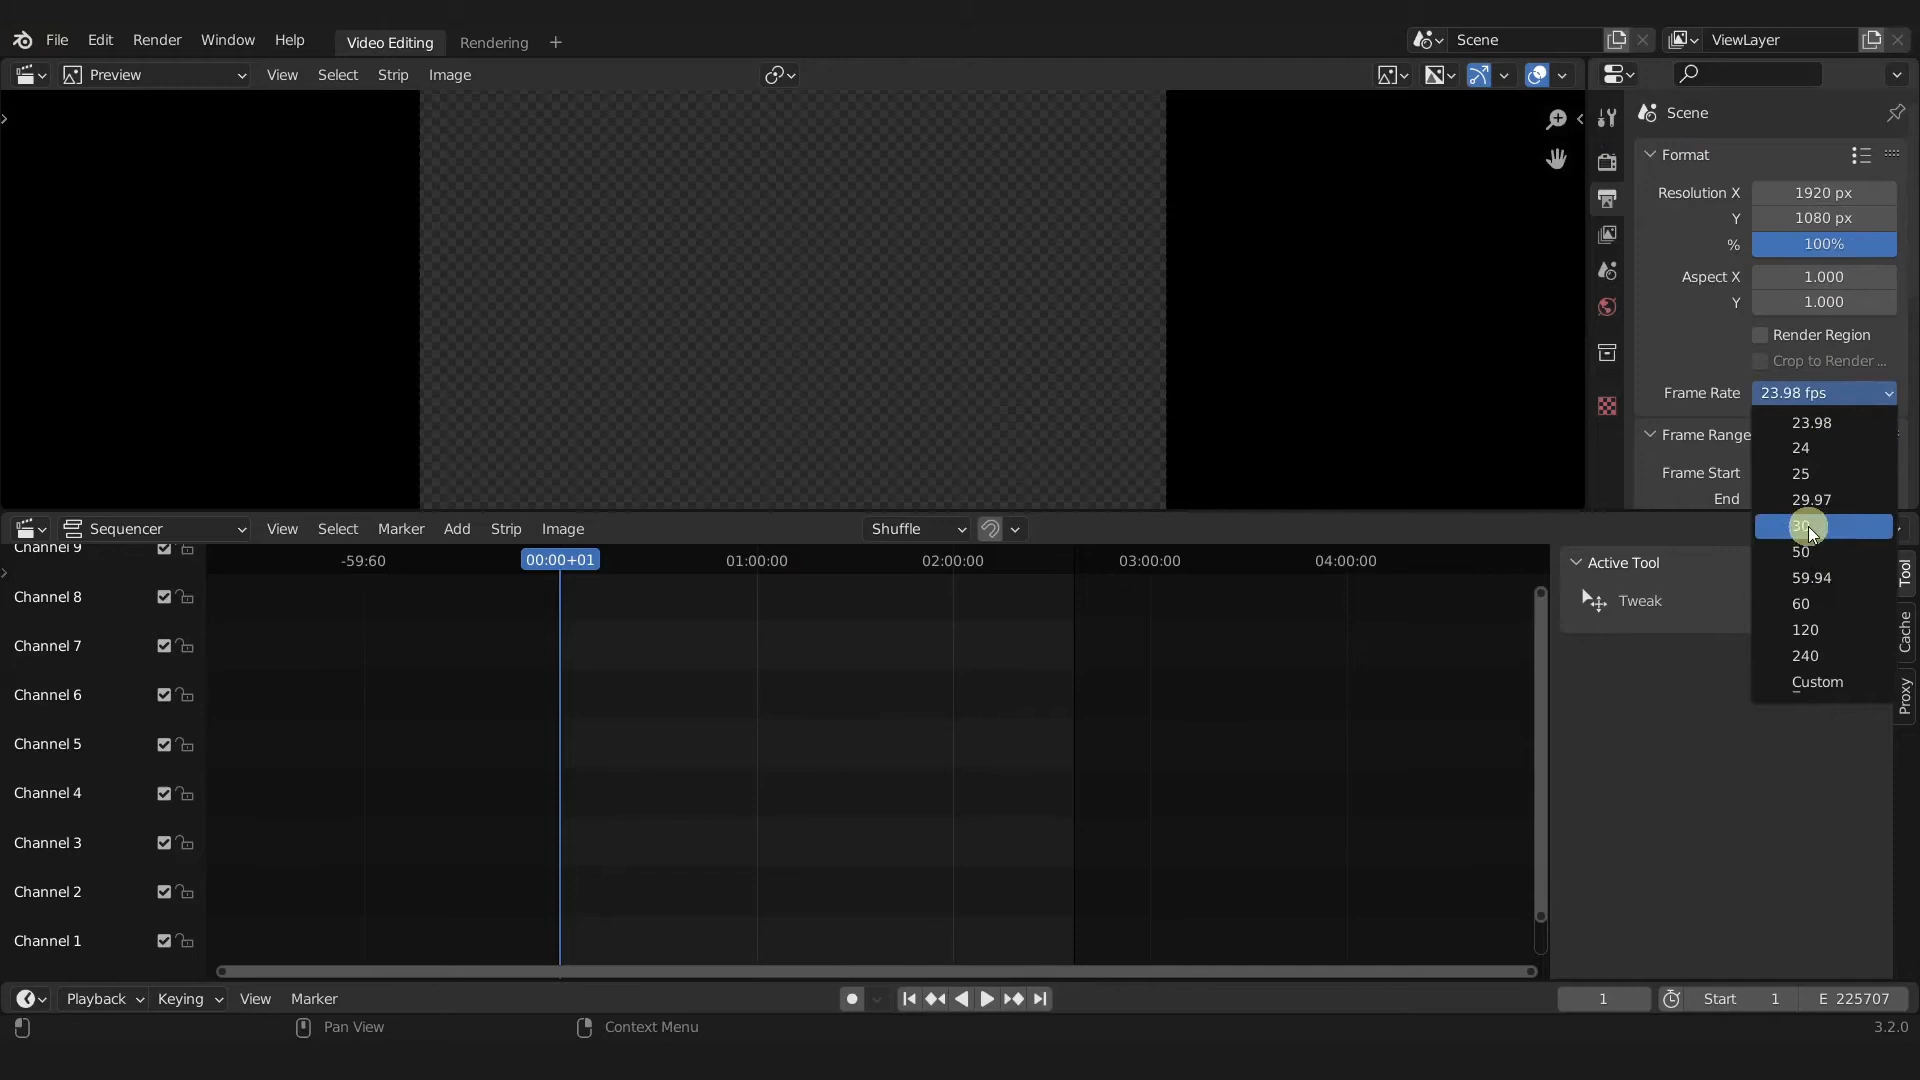 File Edit Render Window Help Video Editing Rendering + Scene ViewLayer
Preview View Select Strip Image
Scene
Format
Resolution X 1920 px
Y 1080 px
% 100%
Aspect X 1.000
Y 1.000
Render Region
Crop to Render ...
Frame Rate 23.98 fps
23.98
Frame Range
24
Frame Start 25
End 29.97
30
50
59.94
60
120
240
Custom
Sequencer View Select Marker Add Strip Image Shuffle
-59:60 00:00+01 01:00:00 02:00:00 03:00:00 04:00:00
Active Tool
Tweak
Tool
Cache
Proxy
Channel 9
Channel 8
Channel 7
Channel 6
Channel 5
Channel 4
Channel 3
Channel 2
Channel 1
Playback Keying View Marker 1 Start 1 E 225707
Pan View Context Menu 3.2.0